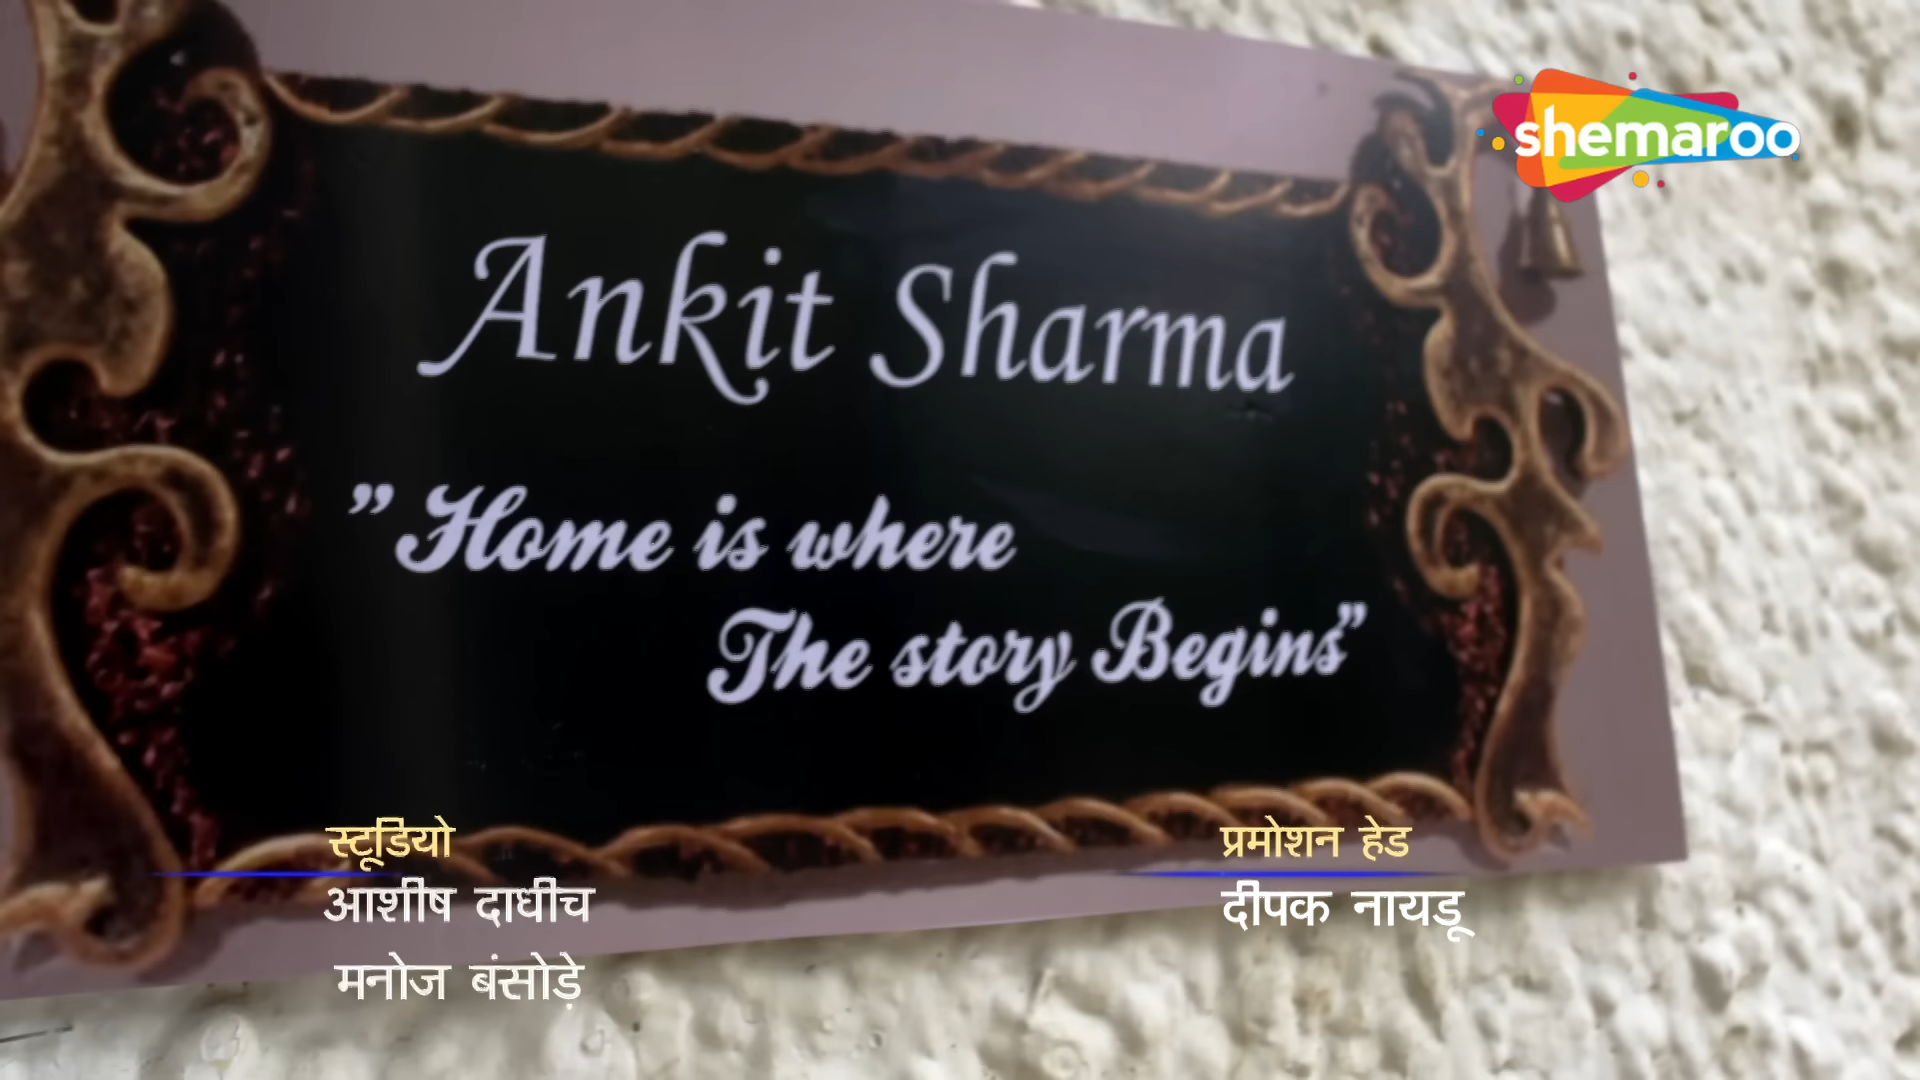 shemaroo
Ankit Sharma
”Home is where
The story Begins”
स्टूडियो
आशीष दाधीच
मनोज बंसोड़े
प्रमोशन हेड
दीपक नायडू